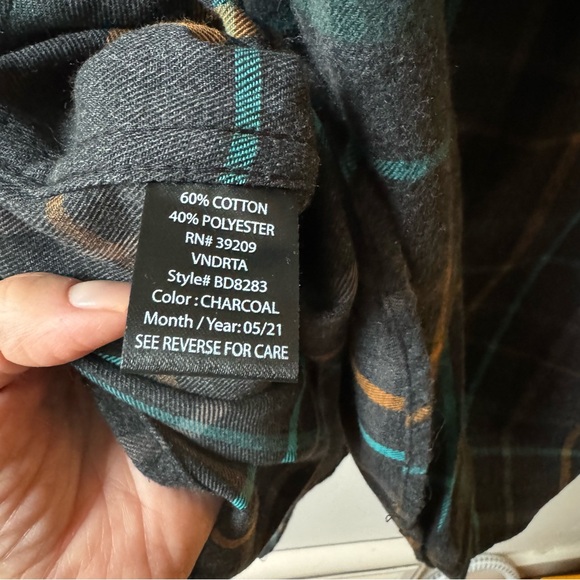 60% COTTON
40% POLYESTER
RN# 39209
VNDRTA
Style# BD8283
Color : CHARCOAL
Month / Year: 05/21
SEE REVERSE FOR CARE